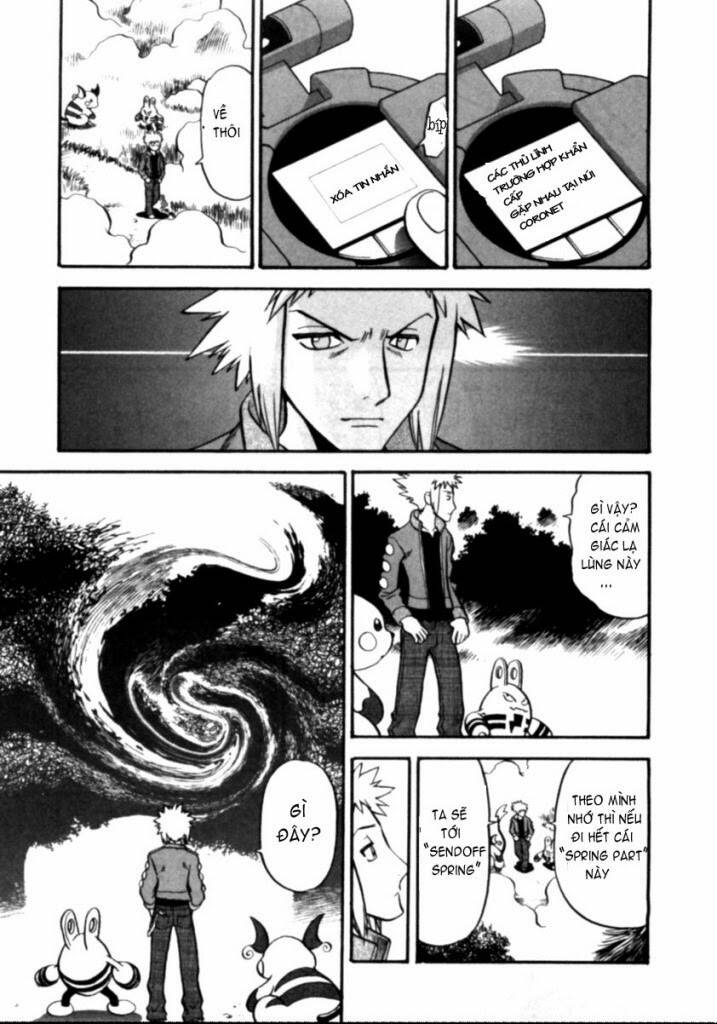 CÁC THỦ LĨNH
TRƯỜNG HỢP KHẨN
CẤP
GẶP NHAU TẠI NÚI
CORONET
bíp
XÓA TIN NHẮN
VỀ
THÔI
GÌ VẬY?
CÁI CẢM
GIÁC LẠ
LÙNG NÀY
...
THEO MÌNH
NHỚ THÌ NẾU
ĐI HẾT CÁI
"SPRING PART"
NÀY
TA SẼ
TỚI
"SENDOFF
SPRING"
GÌ
ĐÂY?